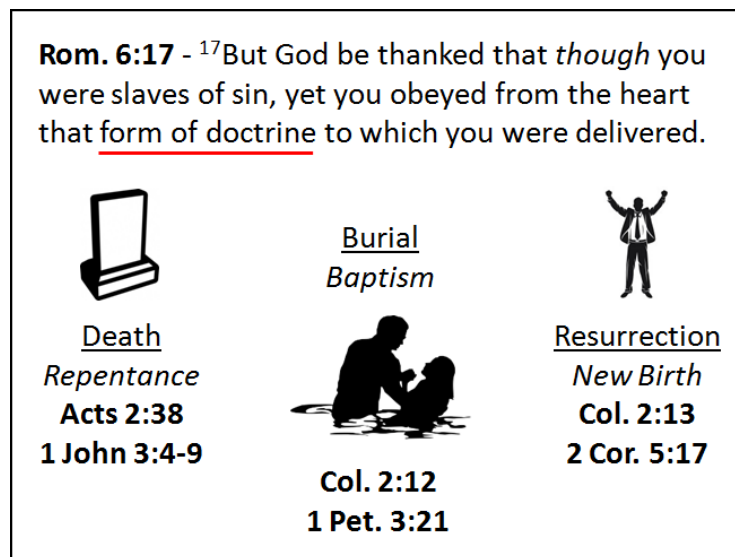 Rom. 6:17 - ¹⁷But God be thanked that though you
were slaves of sin, yet you obeyed from the heart
that form of doctrine to which you were delivered.
Death
Repentance
Acts 2:38
1 John 3:4-9
Burial
Baptism
Col. 2:12
1 Pet. 3:21
Resurrection
New Birth
Col. 2:13
2 Cor. 5:17